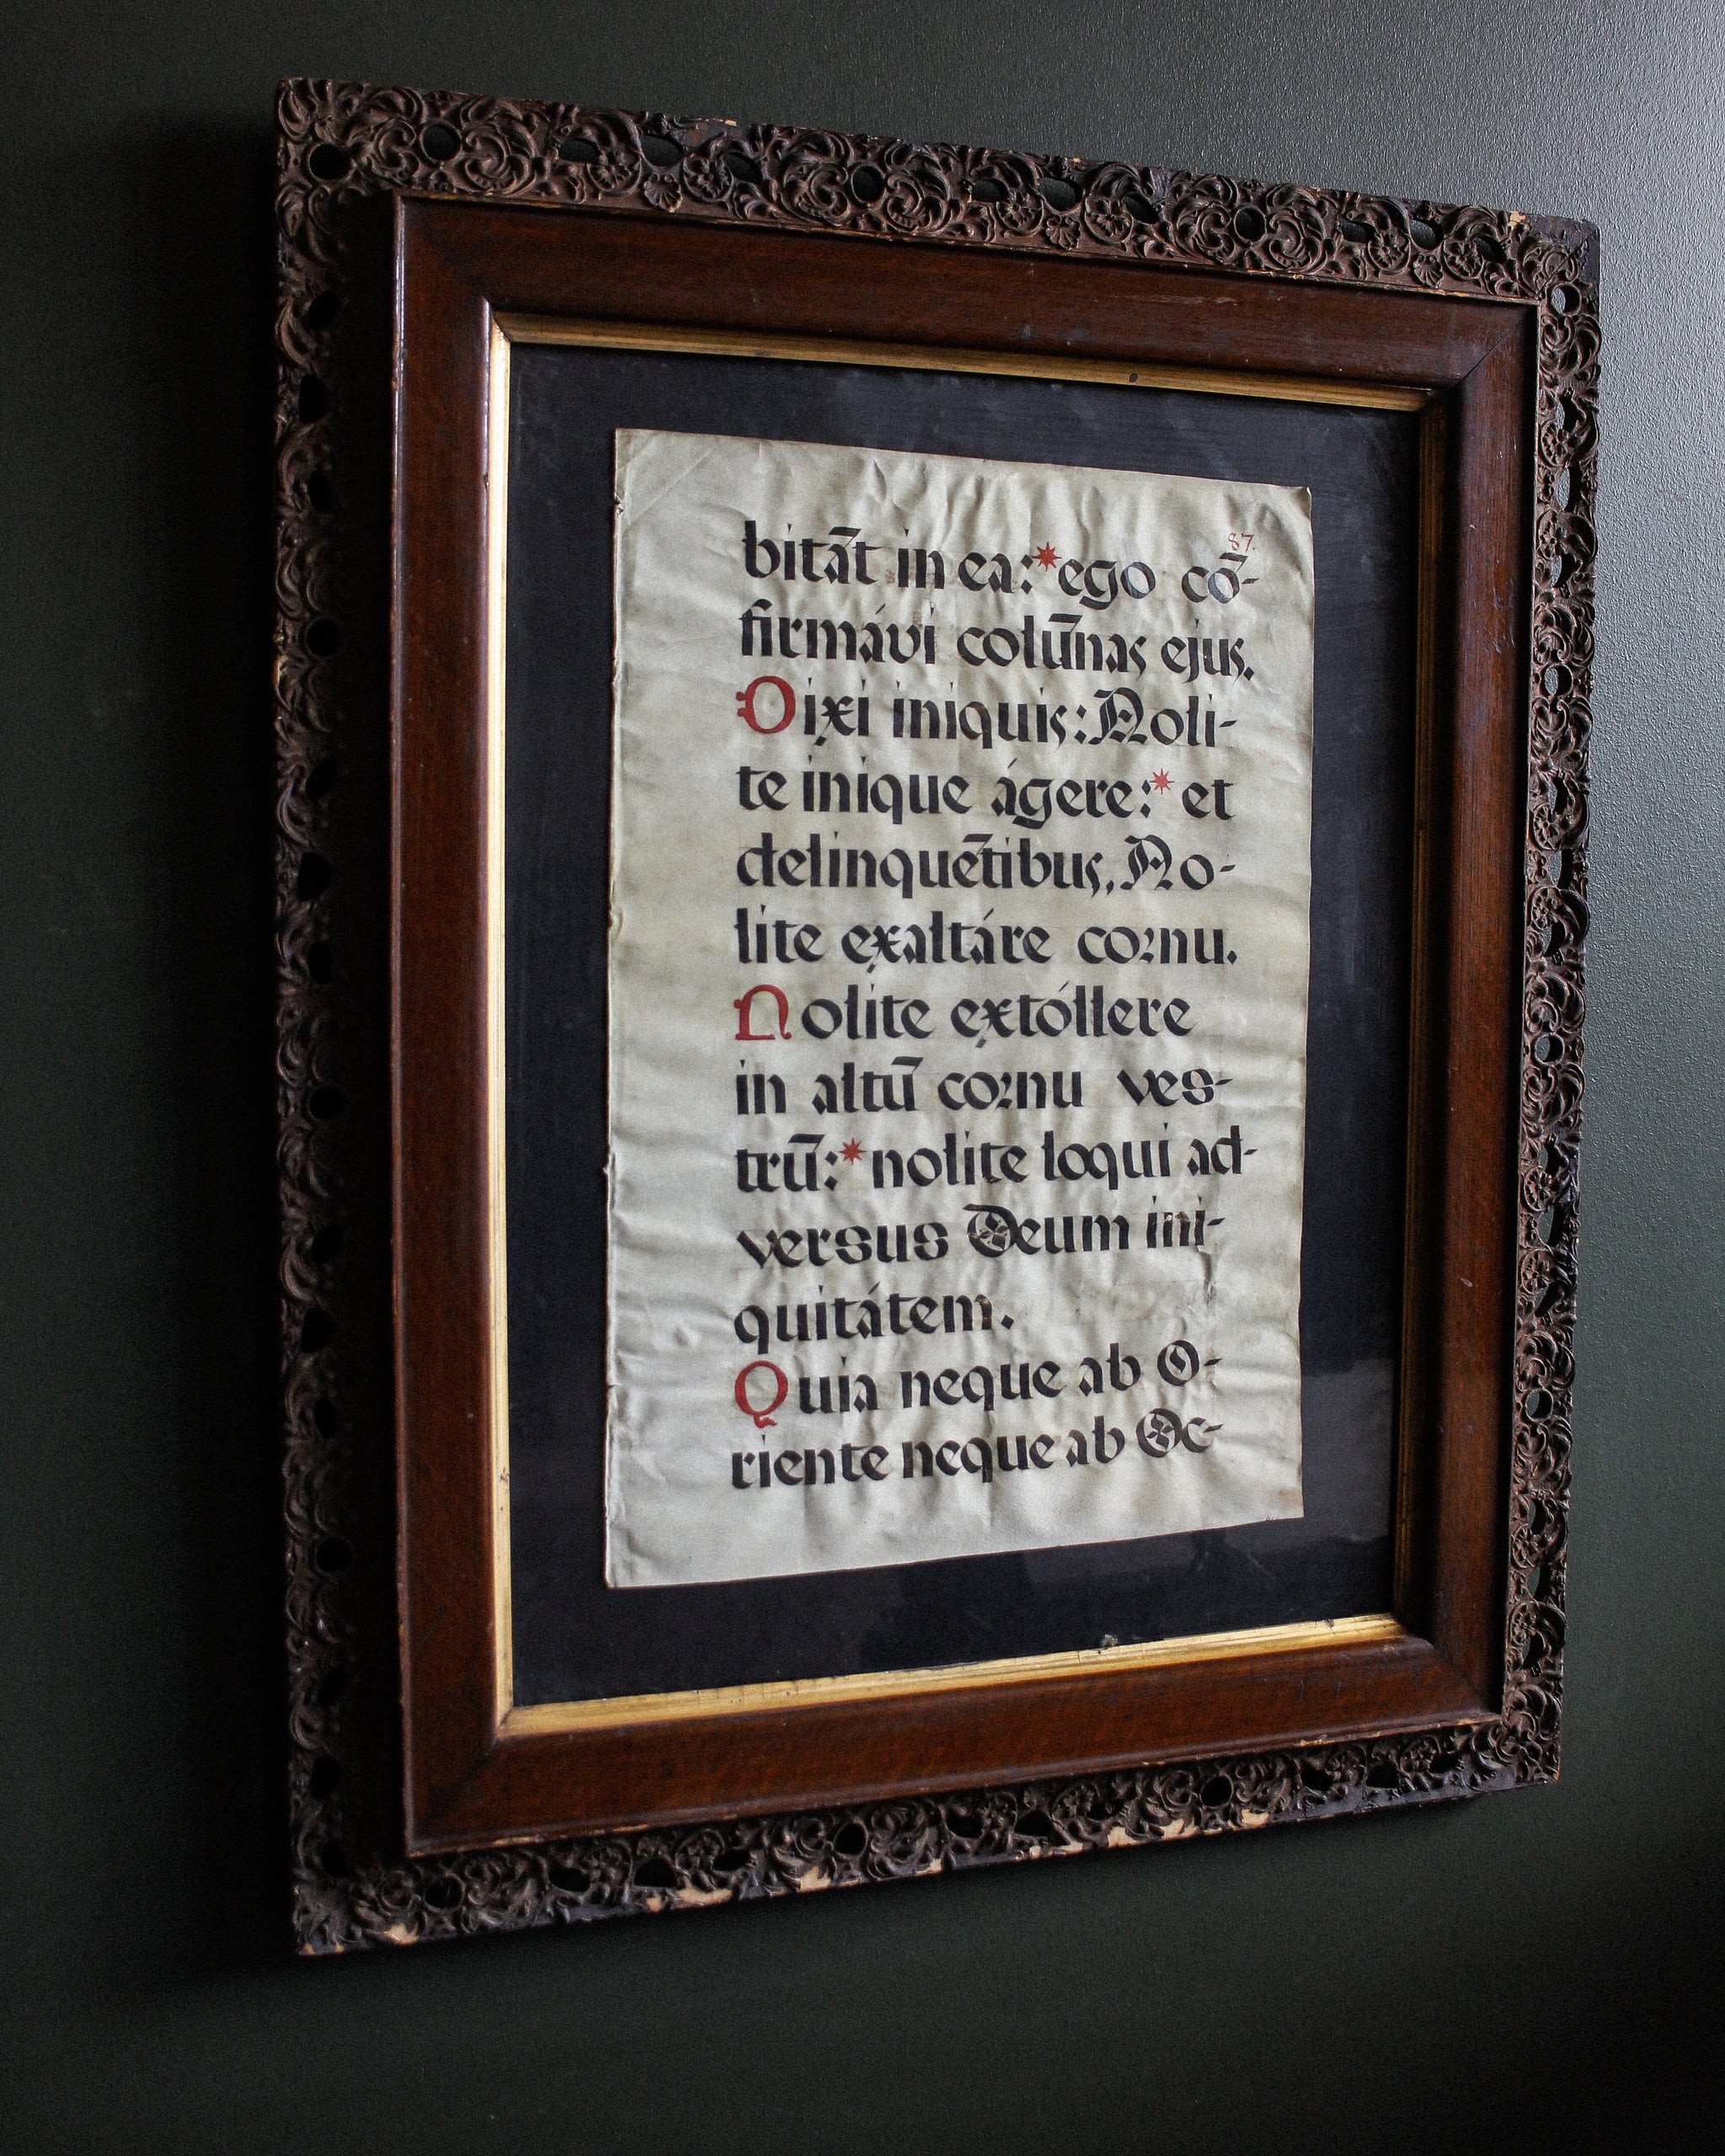 87.
bitāt in ea:*ego cō-
firmávi colūnas ejus.
Dixi iniquis: Noli-
te inique ágere:* et
delinquētibus, No-
lite exaltáre cornu.
Nolite extóllere
in altū cornu ves-
trū:* nolite loqui ad-
versus Deum ini-
quitátem.
Quia neque ab O-
riente neque ab Oc-